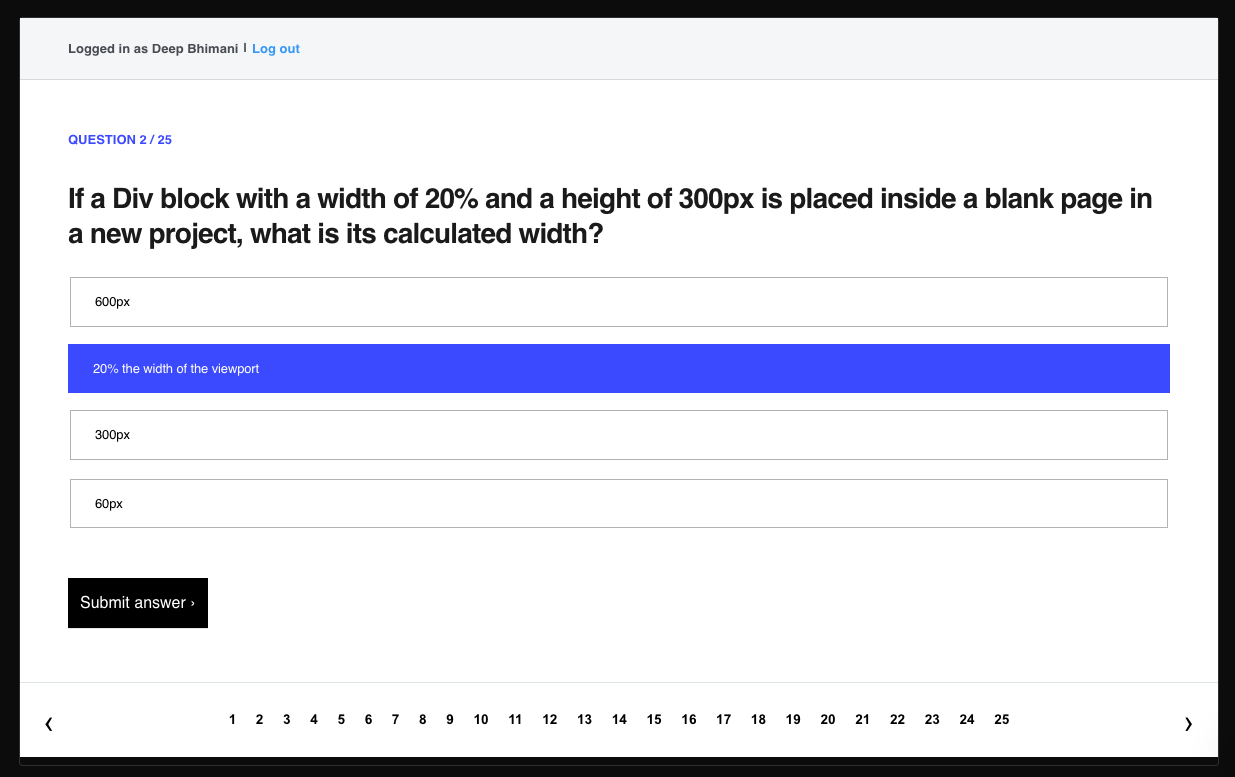 Logged in as Deep Bhimani | Log out
QUESTION 2 / 25
If a Div block with a width of 20% and a height of 300px is placed inside a blank page in
a new project, what is its calculated width?
600px
20% the width of the viewport
300px
60px
Submit answer ›
‹ 1 2 3 4 5 6 7 8 9 10 11 12 13 14 15 16 17 18 19 20 21 22 23 24 25 ›